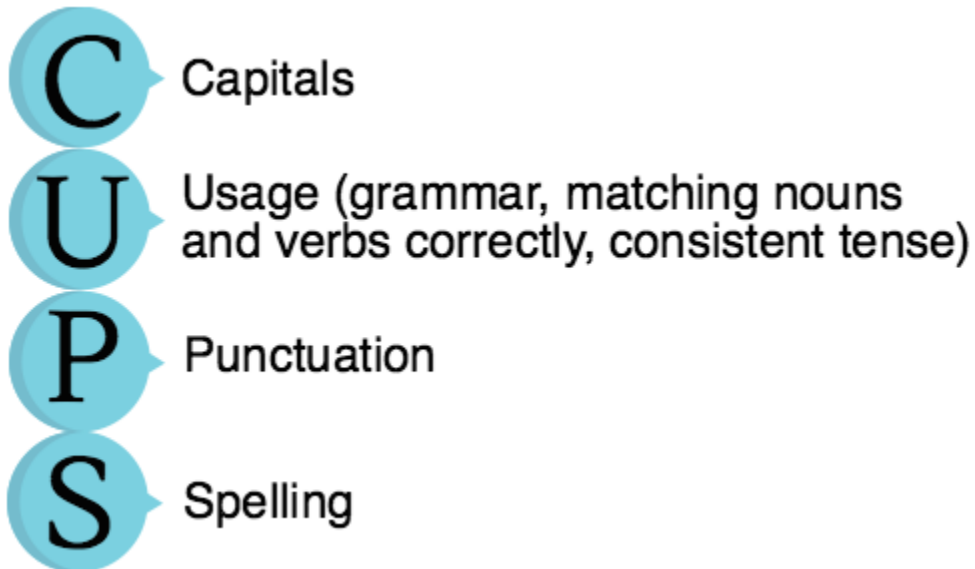 C Capitals
U Usage (grammar, matching nouns
and verbs correctly, consistent tense)
P Punctuation
S Spelling